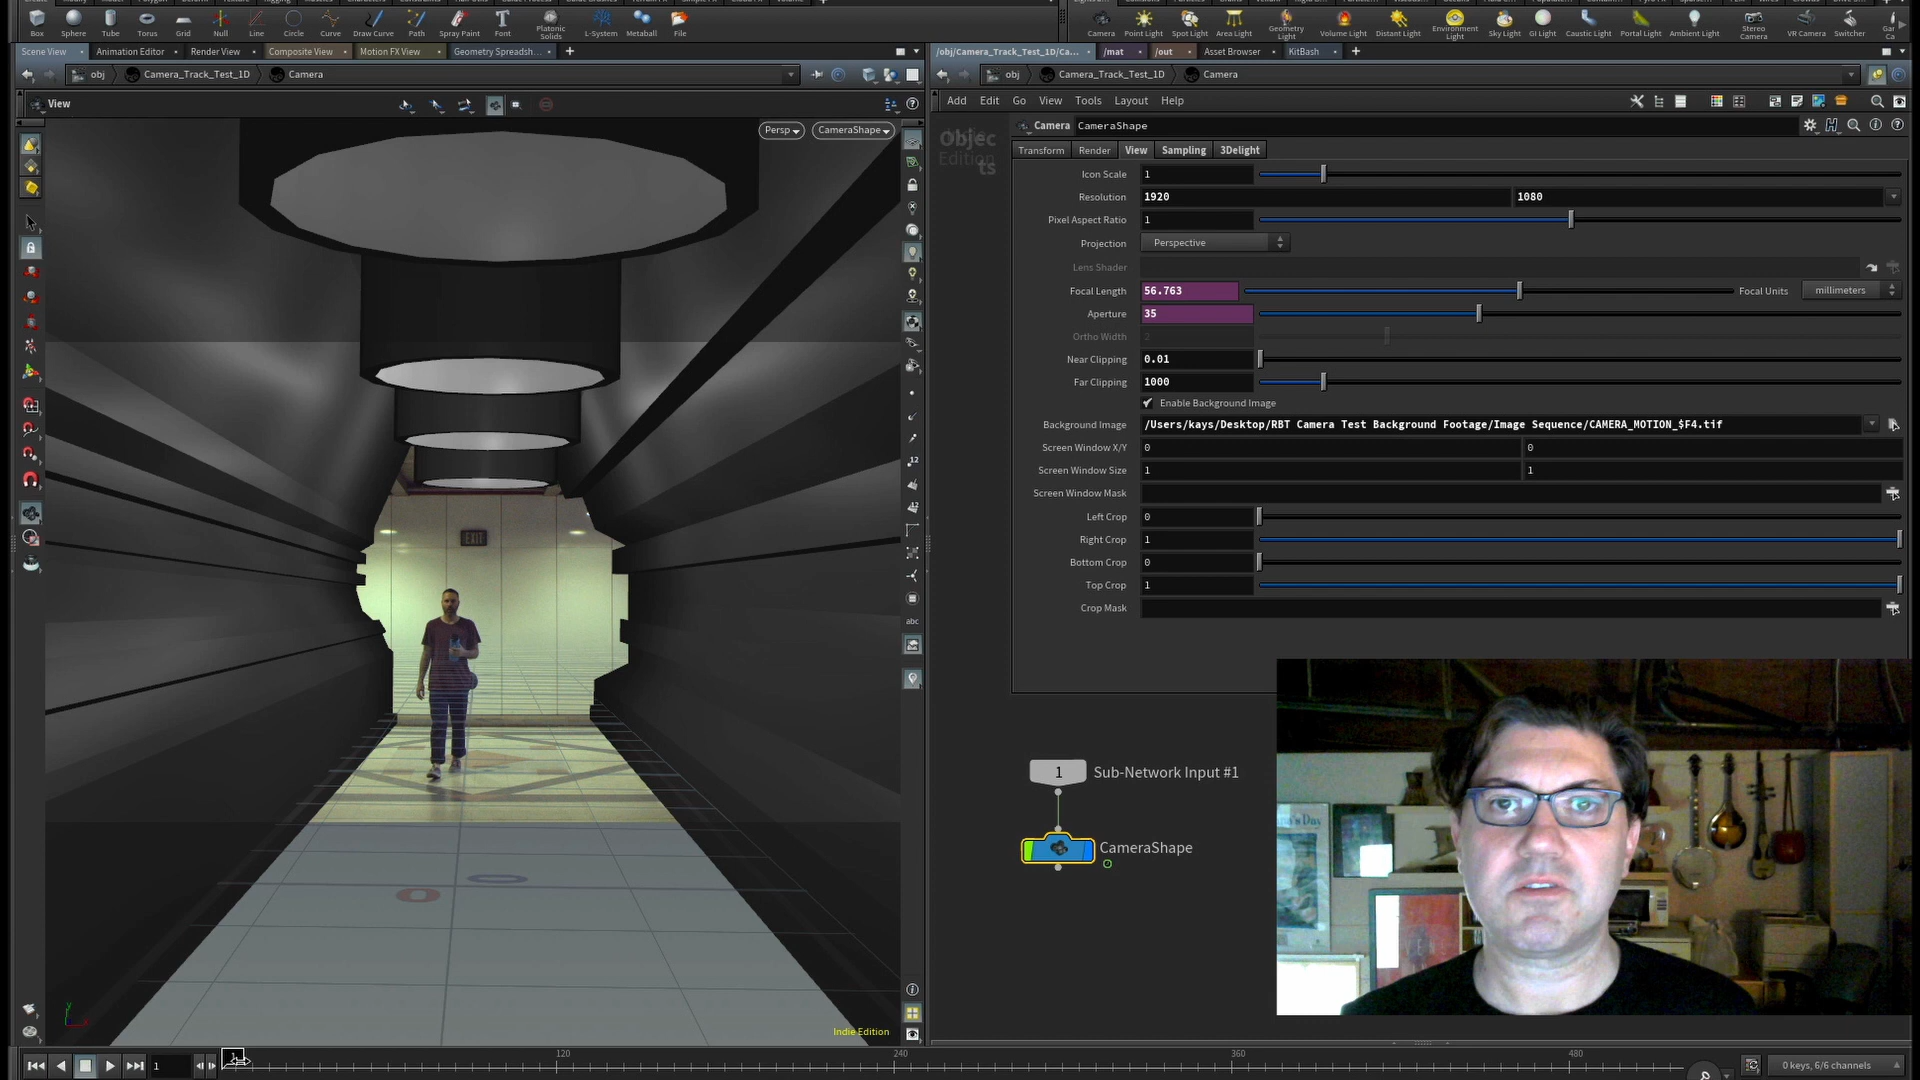 Box Sphere Tube Torus Grid Null Line Circle Curve Draw Curve Path Spray Paint Font Platonic Solids L-System Metaball File
Camera Point Light Spot Light Area Light Geometry Light Volume Light Distant Light Environment Light Sky Light GI Light Caustic Light Portal Light Ambient Light Stereo Camera VR Camera Switcher
Scene View Animation Editor Render View Composite View Motion FX View Geometry Spreadsh...
/obj/Camera_Track_Test_1D/Ca... /mat /out Asset Browser KitBash
obj Camera_Track_Test_1D Camera
obj Camera_Track_Test_1D Camera
View
Add Edit Go View Tools Layout Help
Persp CameraShape
Objects
Edition
Camera CameraShape
Transform Render View Sampling 3Delight
Icon Scale 1
Resolution 1920 1080
Pixel Aspect Ratio 1
Projection Perspective
Lens Shader
Focal Length 56.763 Focal Units millimeters
Aperture 35
Ortho Width 2
Near Clipping 0.01
Far Clipping 1000
Enable Background Image
Background Image /Users/kays/Desktop/RBT Camera Test Background Footage/Image Sequence/CAMERA_MOTION_$F4.tif
Screen Window X/Y 0 0
Screen Window Size 1 1
Screen Window Mask
Left Crop 0
Right Crop 1
Bottom Crop 0
Top Crop 1
Crop Mask
EXIT
abc
1 Sub-Network Input #1
CameraShape
Indie Edition
1 120 240 360 480
0 keys, 6/6 channels